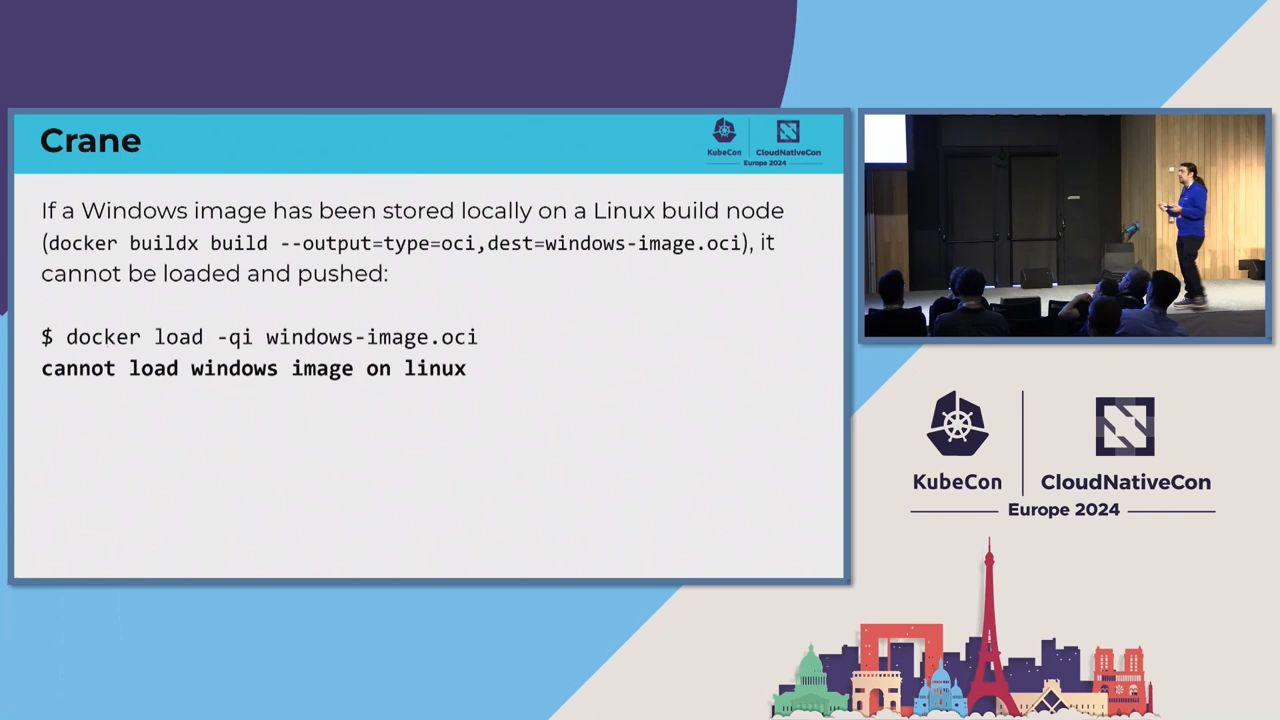 Crane
KubeCon
CloudNativeCon
Europe 2024
If a Windows image has been stored locally on a Linux build node
(docker buildx build --output=type=oci,dest=windows-image.oci), it
cannot be loaded and pushed:
$ docker load -qi windows-image.oci
cannot load windows image on linux
KubeCon
CloudNativeCon
Europe 2024